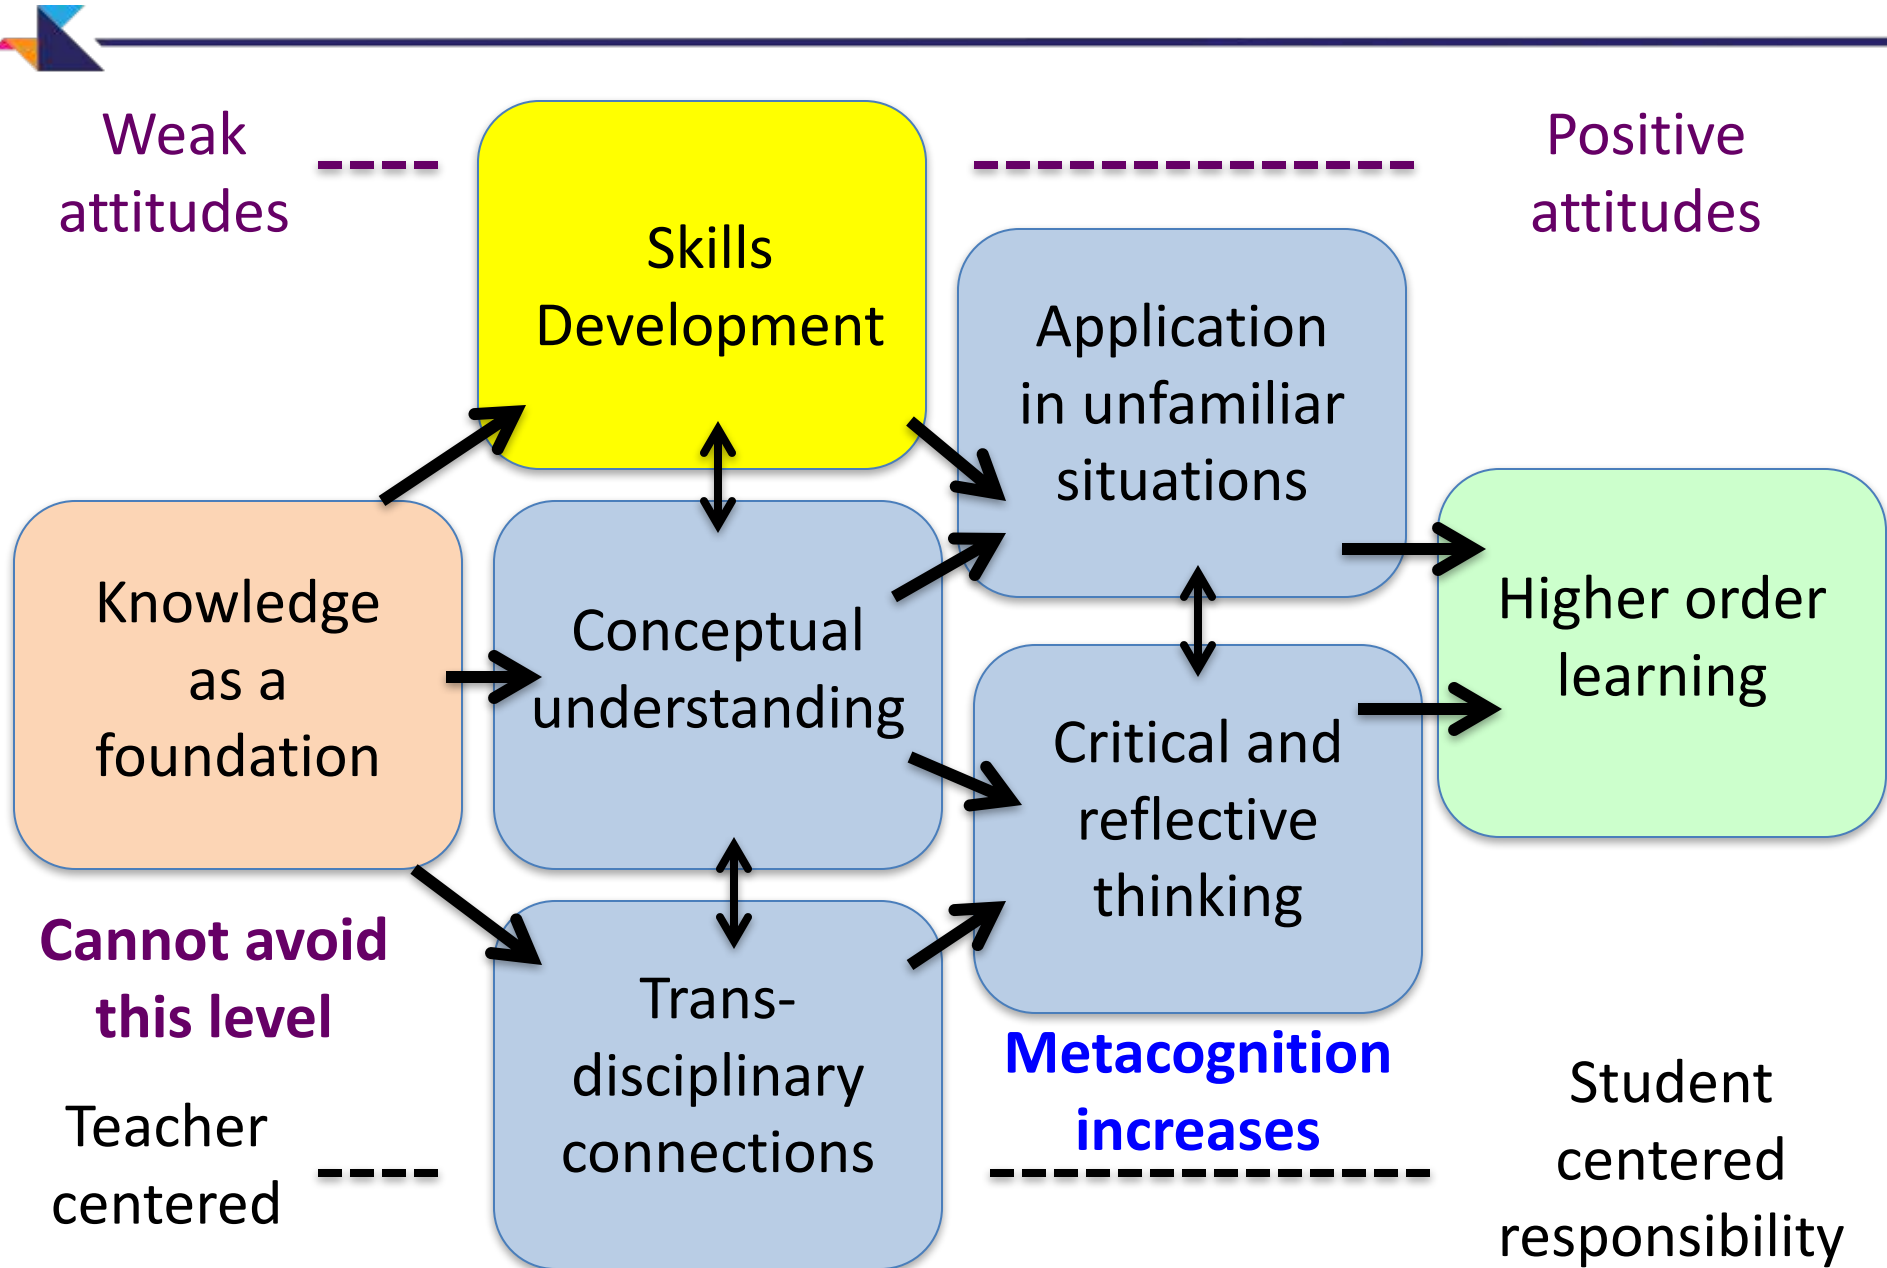 Weak
attitudes
Positive
attitudes
Skills
Development
Application
in unfamiliar
situations
Knowledge
as a
foundation
Conceptual
understanding
Higher order
learning
Critical and
reflective
thinking
Cannot avoid
this level
Trans-
disciplinary
connections
Metacognition
increases
Teacher
centered
Student
centered
responsibility